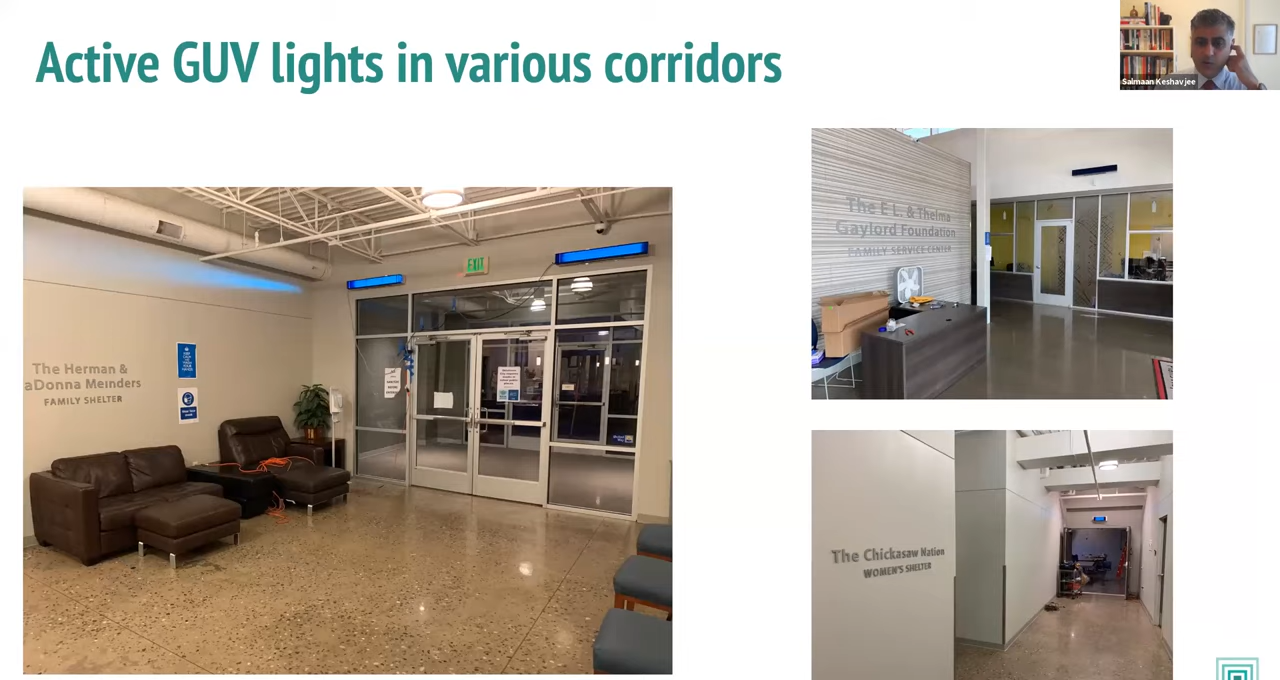 Active GUV lights in various corridors
Salmaan Keshavjee
EXIT
The Herman &
aDonna Meinders
FAMILY SHELTER
The E L. & Thelma
Gaylord Foundation
FAMILY SERVICE CENTER
The Chickasaw Nation
WOMEN'S SHELTER